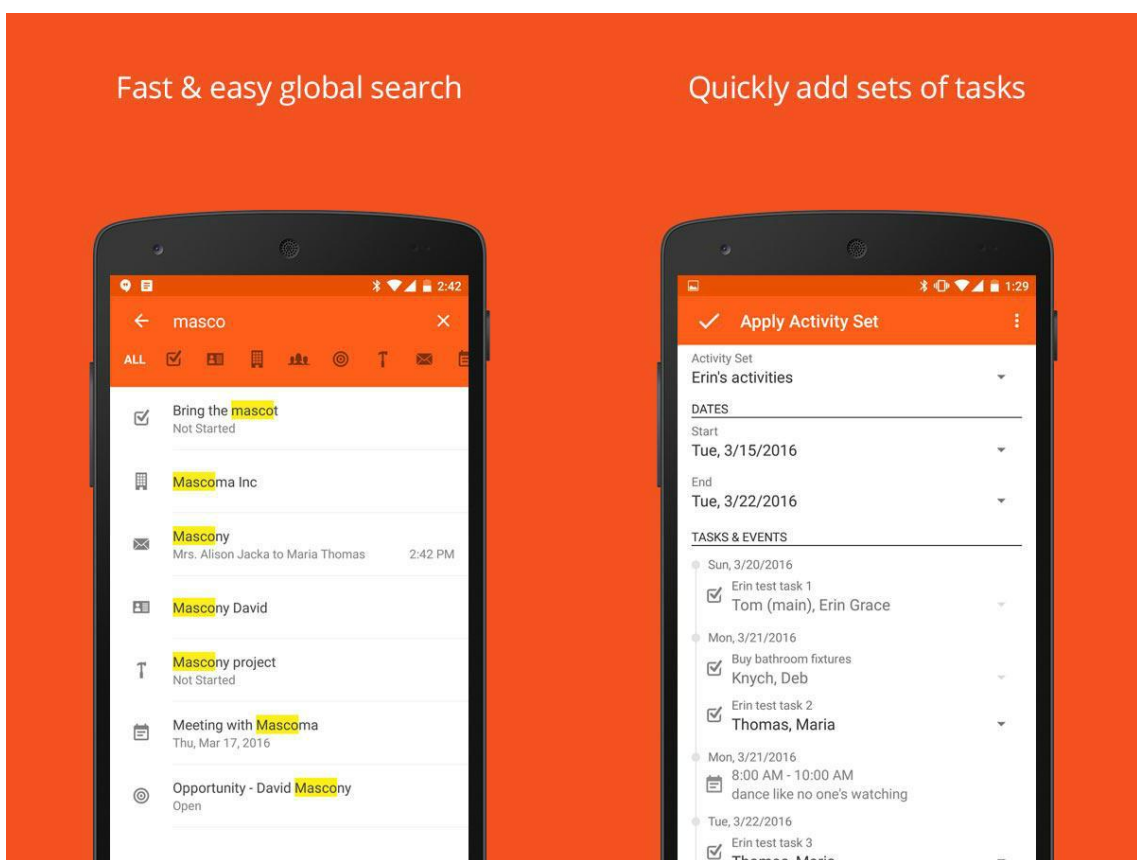 Fast & easy global search
2:42
masco
ALL
Bring the mascot
Not Started
Mascoma Inc
Mascony
Mrs. Alison Jacka to Maria Thomas 2:42 PM
Mascony David
Mascony project
Not Started
Meeting with Mascoma
Thu, Mar 17, 2016
Opportunity - David Mascony
Open
Quickly add sets of tasks
1:29
Apply Activity Set
Activity Set
Erin's activities
DATES
Start
Tue, 3/15/2016
End
Tue, 3/22/2016
TASKS & EVENTS
Sun, 3/20/2016
Erin test task 1
Tom (main), Erin Grace
Mon, 3/21/2016
Buy bathroom fixtures
Knych, Deb
Erin test task 2
Thomas, Maria
Mon, 3/21/2016
8:00 AM - 10:00 AM
dance like no one's watching
Tue, 3/22/2016
Erin test task 3
Thomas, Maria